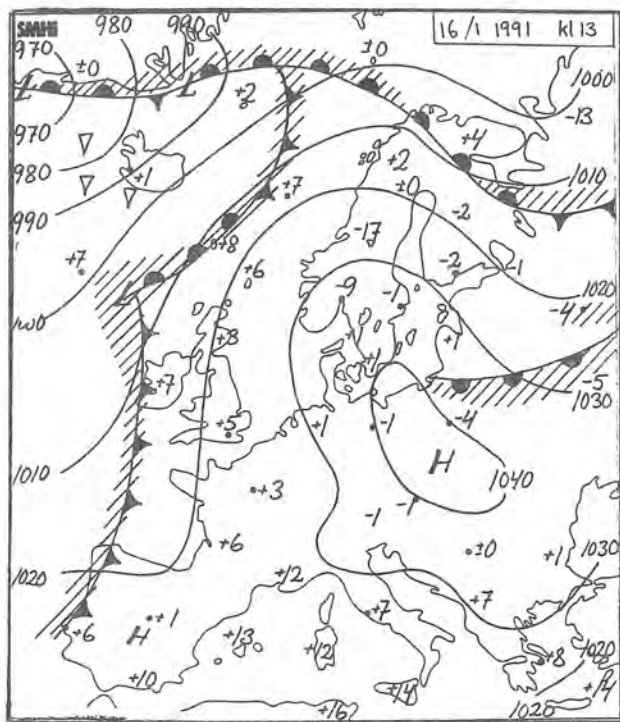 SMHI 980 990 16/1 1991 kl 13
970 ±0 ±0
L L 1000
+2 -13
970 +4
980 +1 +2 1010
+7 ±0 -2
990 +8 -17
+7 +6 -2 -1
-9 -1 1020
L 8 -4
+8 +1
+7 +1 -5
+1 1030
+5 -1 -4
H
1010 +3 1040
-1 -1
+6 ±0 +1 1030
1020 +12
+1 +7 +7
+6 H +13 +12 +8 1020
+10 +14 +14
+16 1020